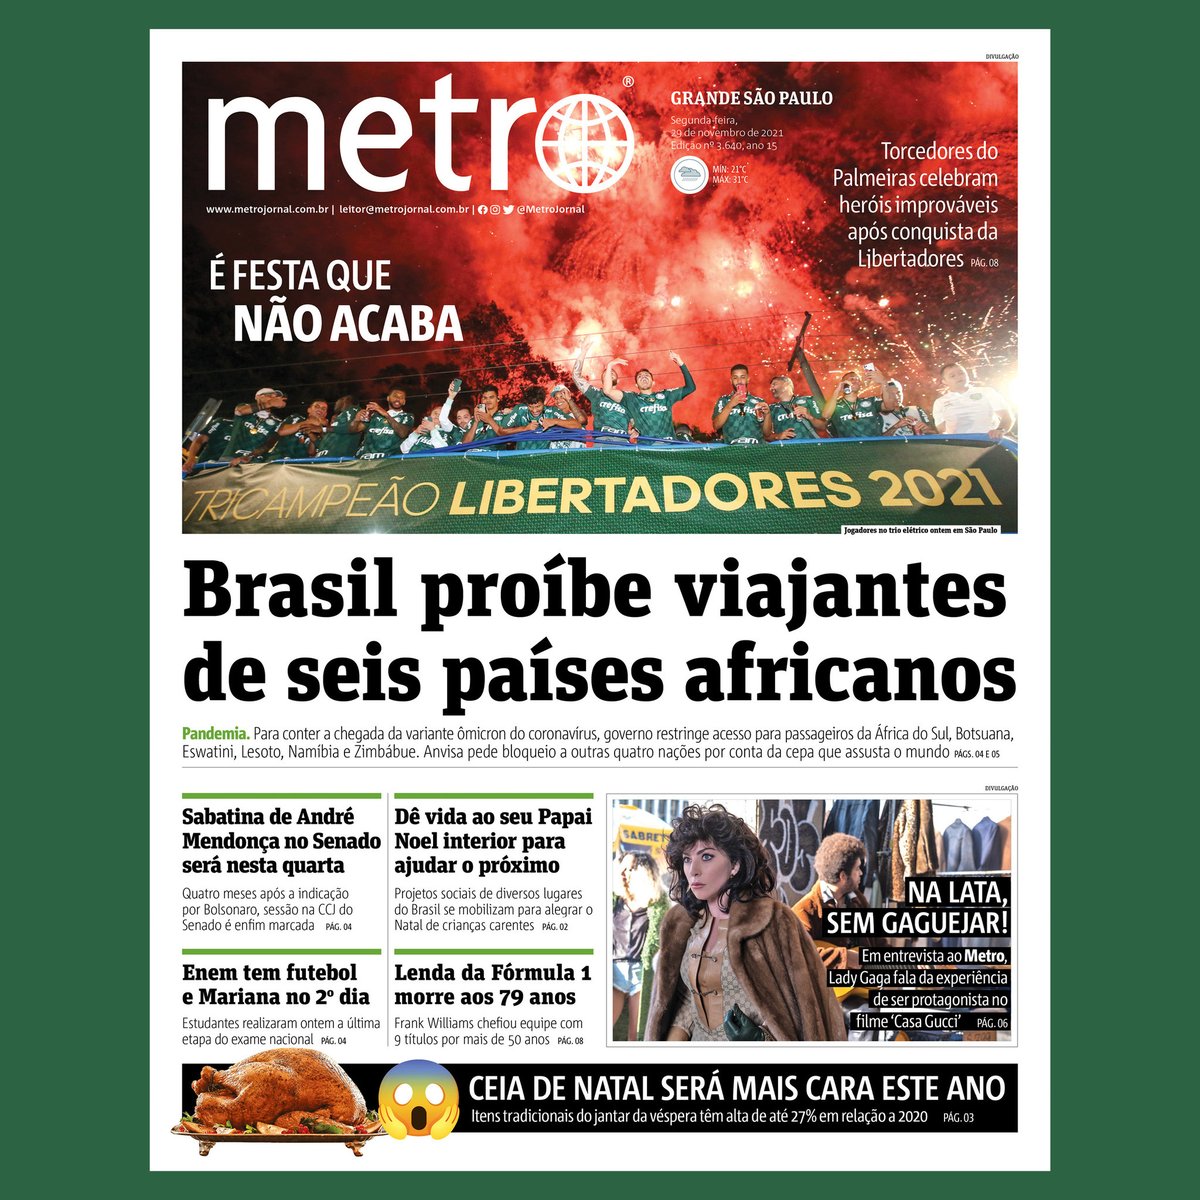 DIVULGAÇÃO
metro®
GRANDE SÃO PAULO
Segunda-feira,
29 de novembro de 2021
Edição nº 3.640, ano 15
MÍN: 21°C
MÁX: 31°C
www.metrojornal.com.br | leitor@metrojornal.com.br | @MetroJornal
Torcedores do
Palmeiras celebram
heróis improváveis
após conquista da
Libertadores PÁG. 08
É FESTA QUE
NÃO ACABA
crefisa
crefisa
crefisa
crefisa
FAM
FAM
TRICAMPEÃO LIBERTADORES 2021
Jogadores no trio elétrico ontem em São Paulo
Brasil proíbe viajantes
de seis países africanos
Pandemia. Para conter a chegada da variante ômicron do coronavírus, governo restringe acesso para passageiros da África do Sul, Botsuana,
Eswatini, Lesoto, Namíbia e Zimbábue. Anvisa pede bloqueio a outras quatro nações por conta da cepa que assusta o mundo PÁGS. 04 E 05
Sabatina de André
Mendonça no Senado
será nesta quarta
Quatro meses após a indicação
por Bolsonaro, sessão na CCJ do
Senado é enfim marcada PÁG. 04
Dê vida ao seu Papai
Noel interior para
ajudar o próximo
Projetos sociais de diversos lugares
do Brasil se mobilizam para alegrar o
Natal de crianças carentes PÁG. 02
Enem tem futebol
e Mariana no 2º dia
Estudantes realizaram ontem a última
etapa do exame nacional PÁG. 04
Lenda da Fórmula 1
morre aos 79 anos
Frank Williams chefiou equipe com
9 títulos por mais de 50 anos PÁG. 08
DIVULGAÇÃO
SABRET
NA LATA,
SEM GAGUEJAR!
Em entrevista ao Metro,
Lady Gaga fala da experiência
de ser protagonista no
filme ‘Casa Gucci’ PÁG. 06
CEIA DE NATAL SERÁ MAIS CARA ESTE ANO
Itens tradicionais do jantar da véspera têm alta de até 27% em relação a 2020 PÁG. 03